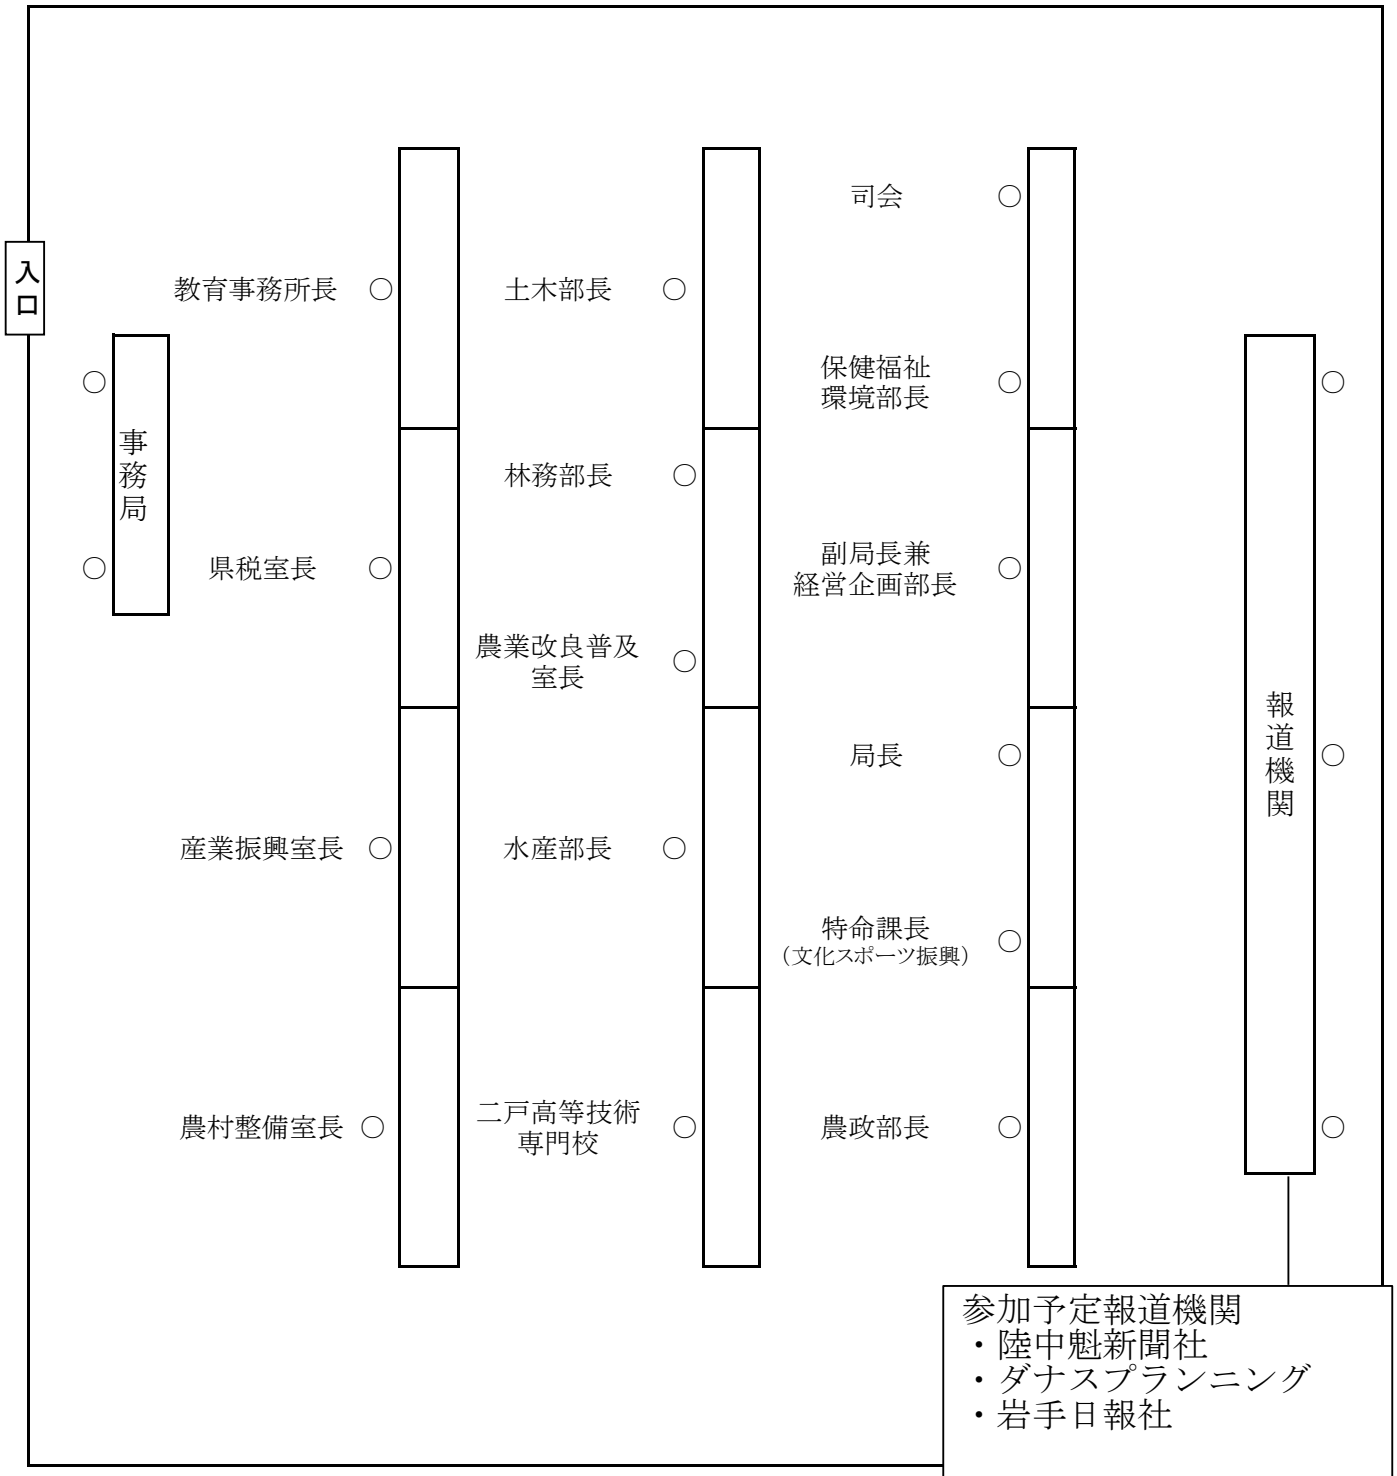 司会
入口
教育事務所長
土木部長
保健福祉
環境部長
事務局
林務部長
県税室長
副局長兼
経営企画部長
農業改良普及
室長
報道機関
局長
産業振興室長
水産部長
特命課長
（文化スポーツ振興）
農村整備室長
二戸高等技術
専門校
農政部長
参加予定報道機関
・陸中魁新聞社
・ダナスプランニング
・岩手日報社